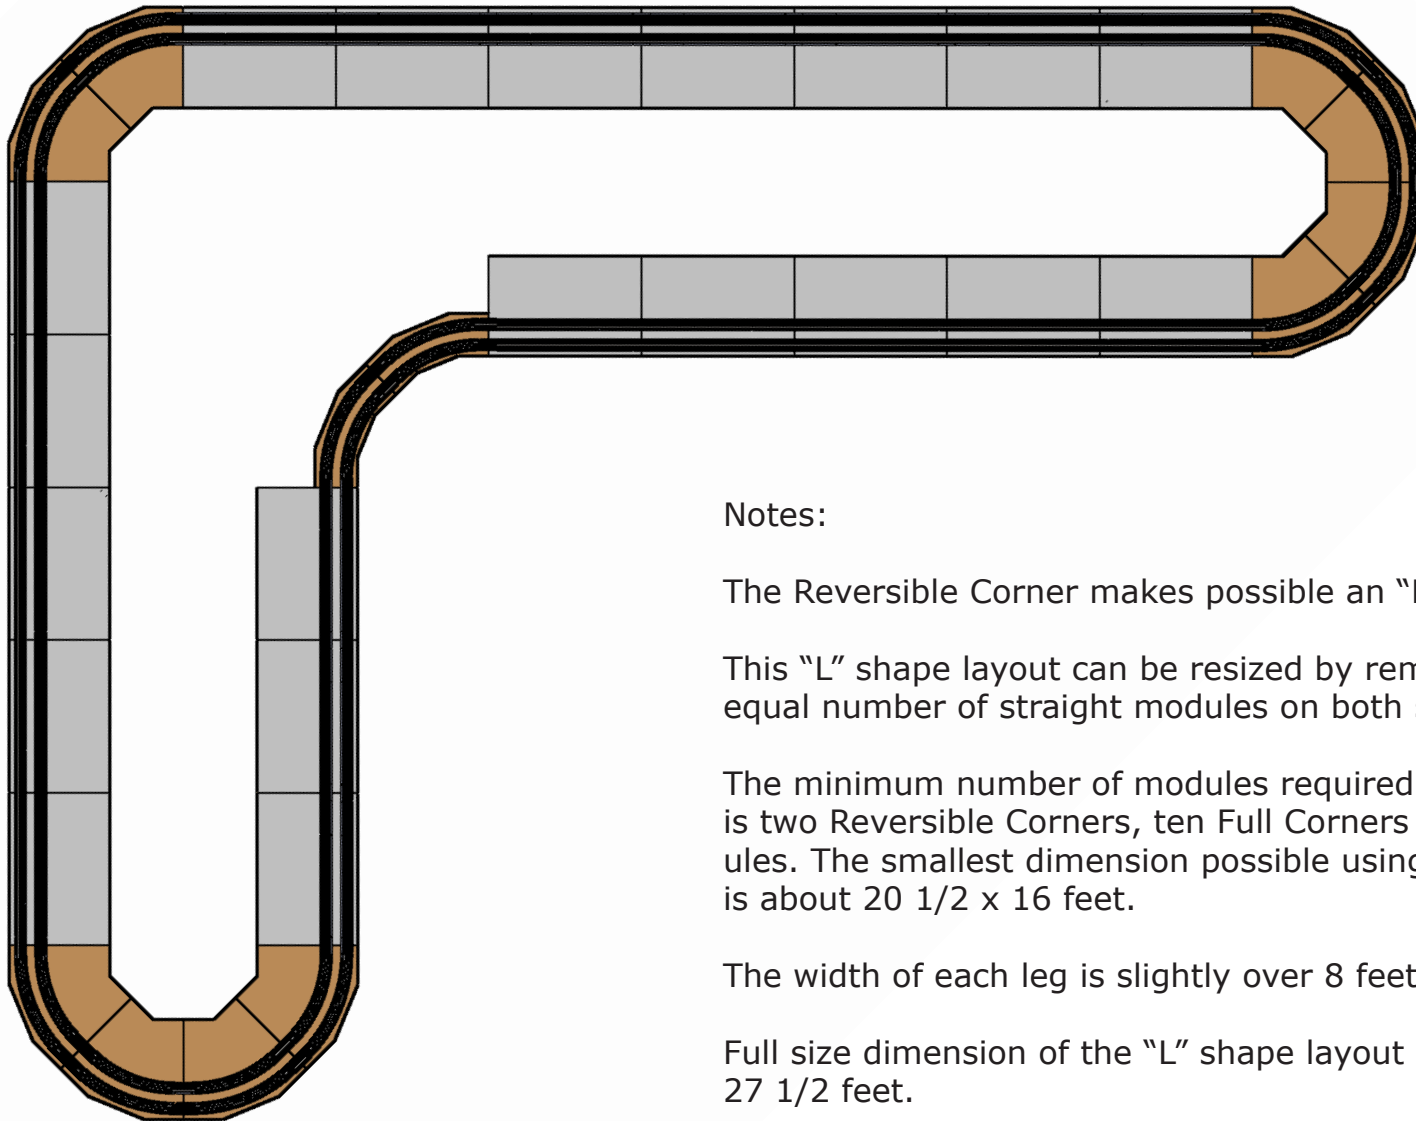 Notes:
The Reversible Corner makes possible an “
This “L” shape layout can be resized by
equal number of straight modules on both
The minimum number of modules required
is two Reversible Corners, ten Full Corners
ules. The smallest dimension possible using
is about 20 1/2 x 16 feet.
The width of each leg is slightly over 8 feet
Full size dimension of the “L” shape layout
27 1/2 feet.